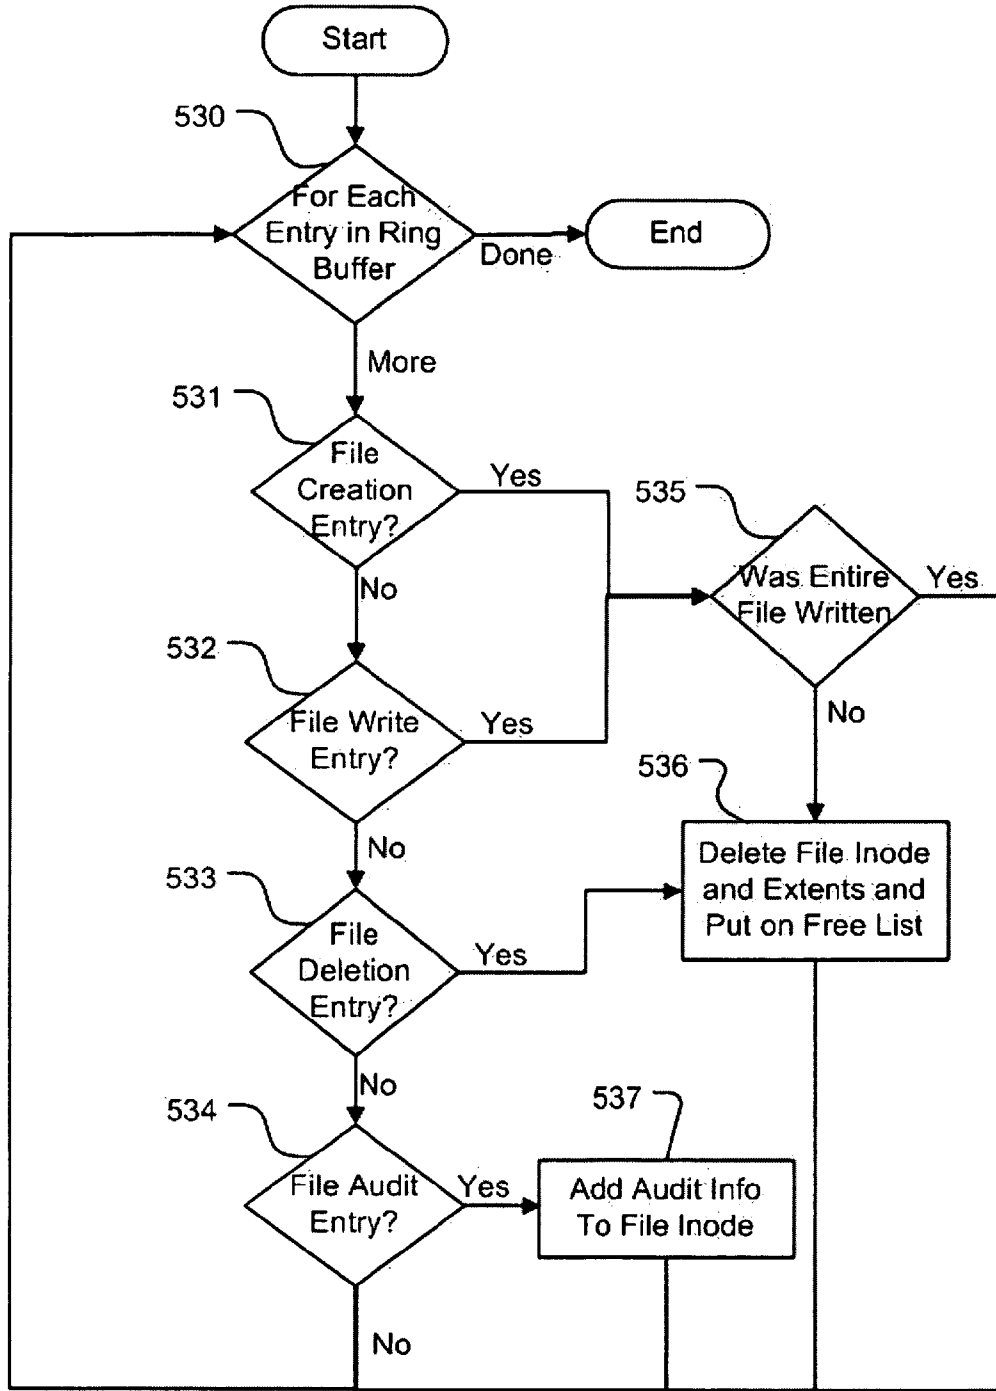 Start
530
For Each
Entry in Ring
Buffer
Done
End
More
531
File
Creation
Entry?
Yes
No
535
Was Entire
File Written
Yes
No
532
File Write
Entry?
Yes
No
536
Delete File Inode
and Extents and
Put on Free List
533
File
Deletion
Entry?
Yes
No
534
File Audit
Entry?
Yes
537
Add Audit Info
To File Inode
No